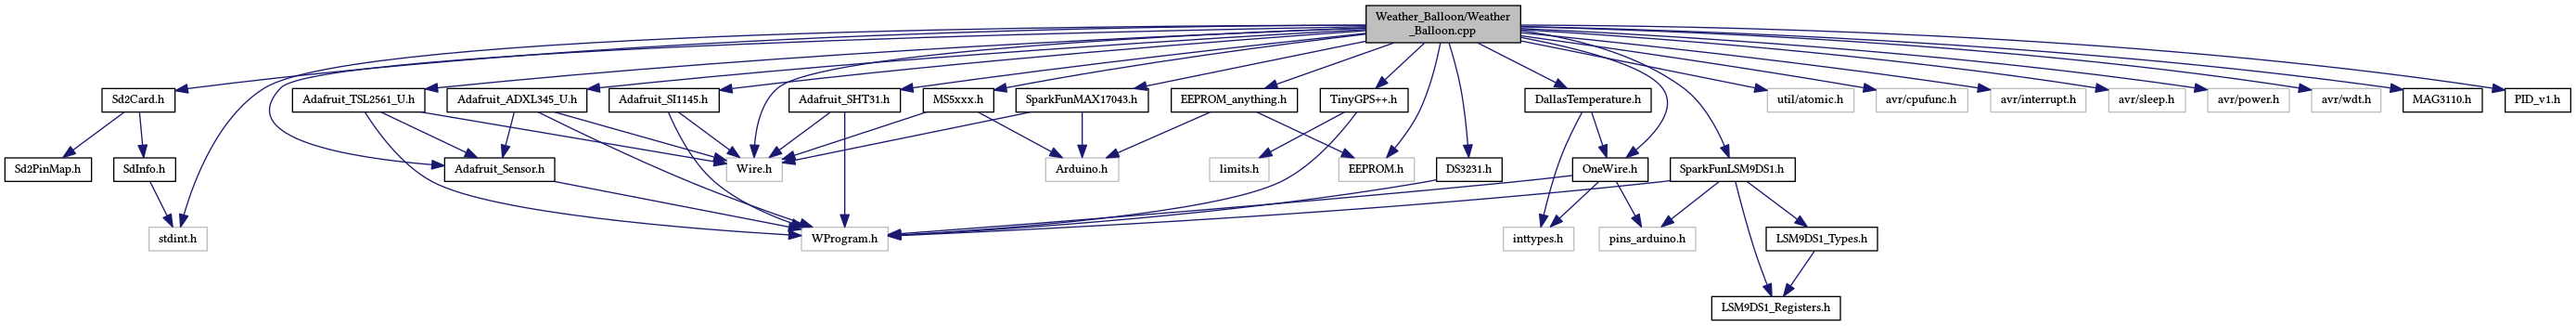 Weather_Balloon/Weather
_Balloon.cpp
Sd2Card.h
Adafruit_TSL2561_U.h
Adafruit_ADXL345_U.h
Adafruit_SI1145.h
Adafruit_SHT31.h
MS5xxx.h
SparkFunMAX17043.h
EEPROM_anything.h
TinyGPS++.h
DallasTemperature.h
util/atomic.h
avr/cpufunc.h
avr/interrupt.h
avr/sleep.h
avr/power.h
avr/wdt.h
MAG3110.h
PID_v1.h
Sd2PinMap.h
SdInfo.h
Adafruit_Sensor.h
Wire.h
Arduino.h
limits.h
EEPROM.h
DS3231.h
OneWire.h
SparkFunLSM9DS1.h
stdint.h
WProgram.h
inttypes.h
pins_arduino.h
LSM9DS1_Types.h
LSM9DS1_Registers.h